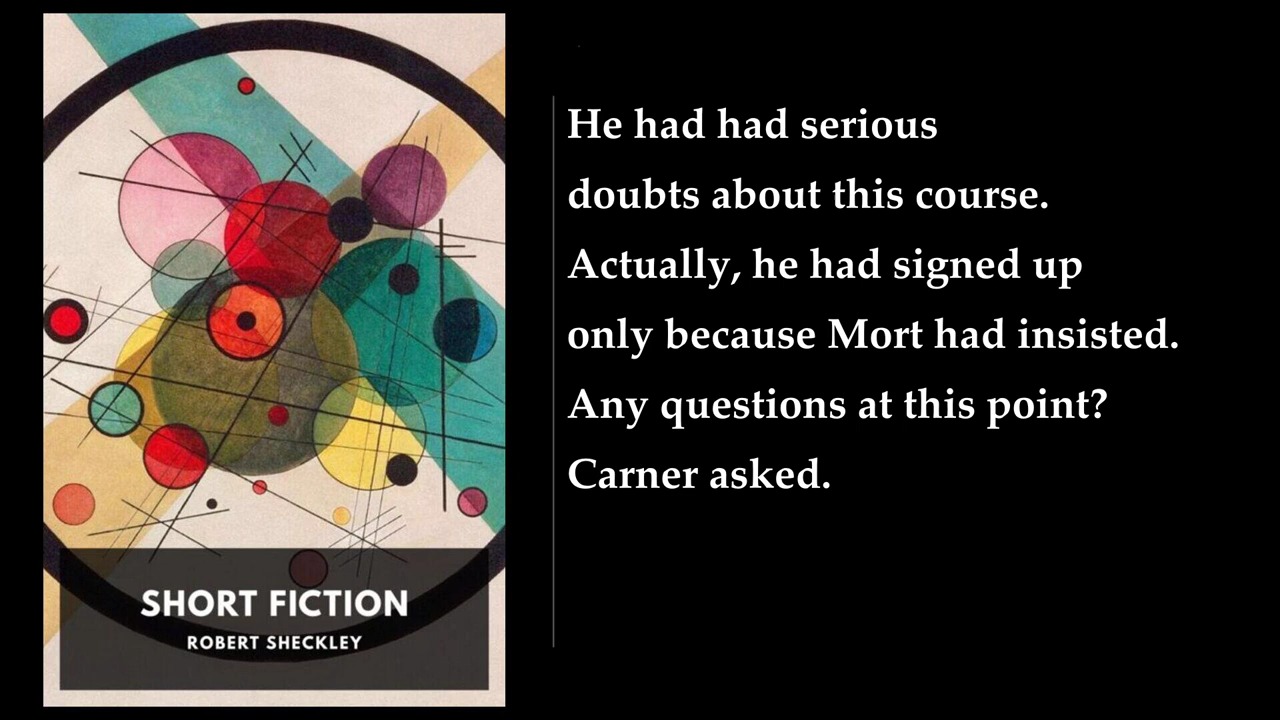 SHORT FICTION
ROBERT SHECKLEY
He had had serious
doubts about this course.
Actually, he had signed up
only because Mort had insisted.
Any questions at this point?
Carner asked.